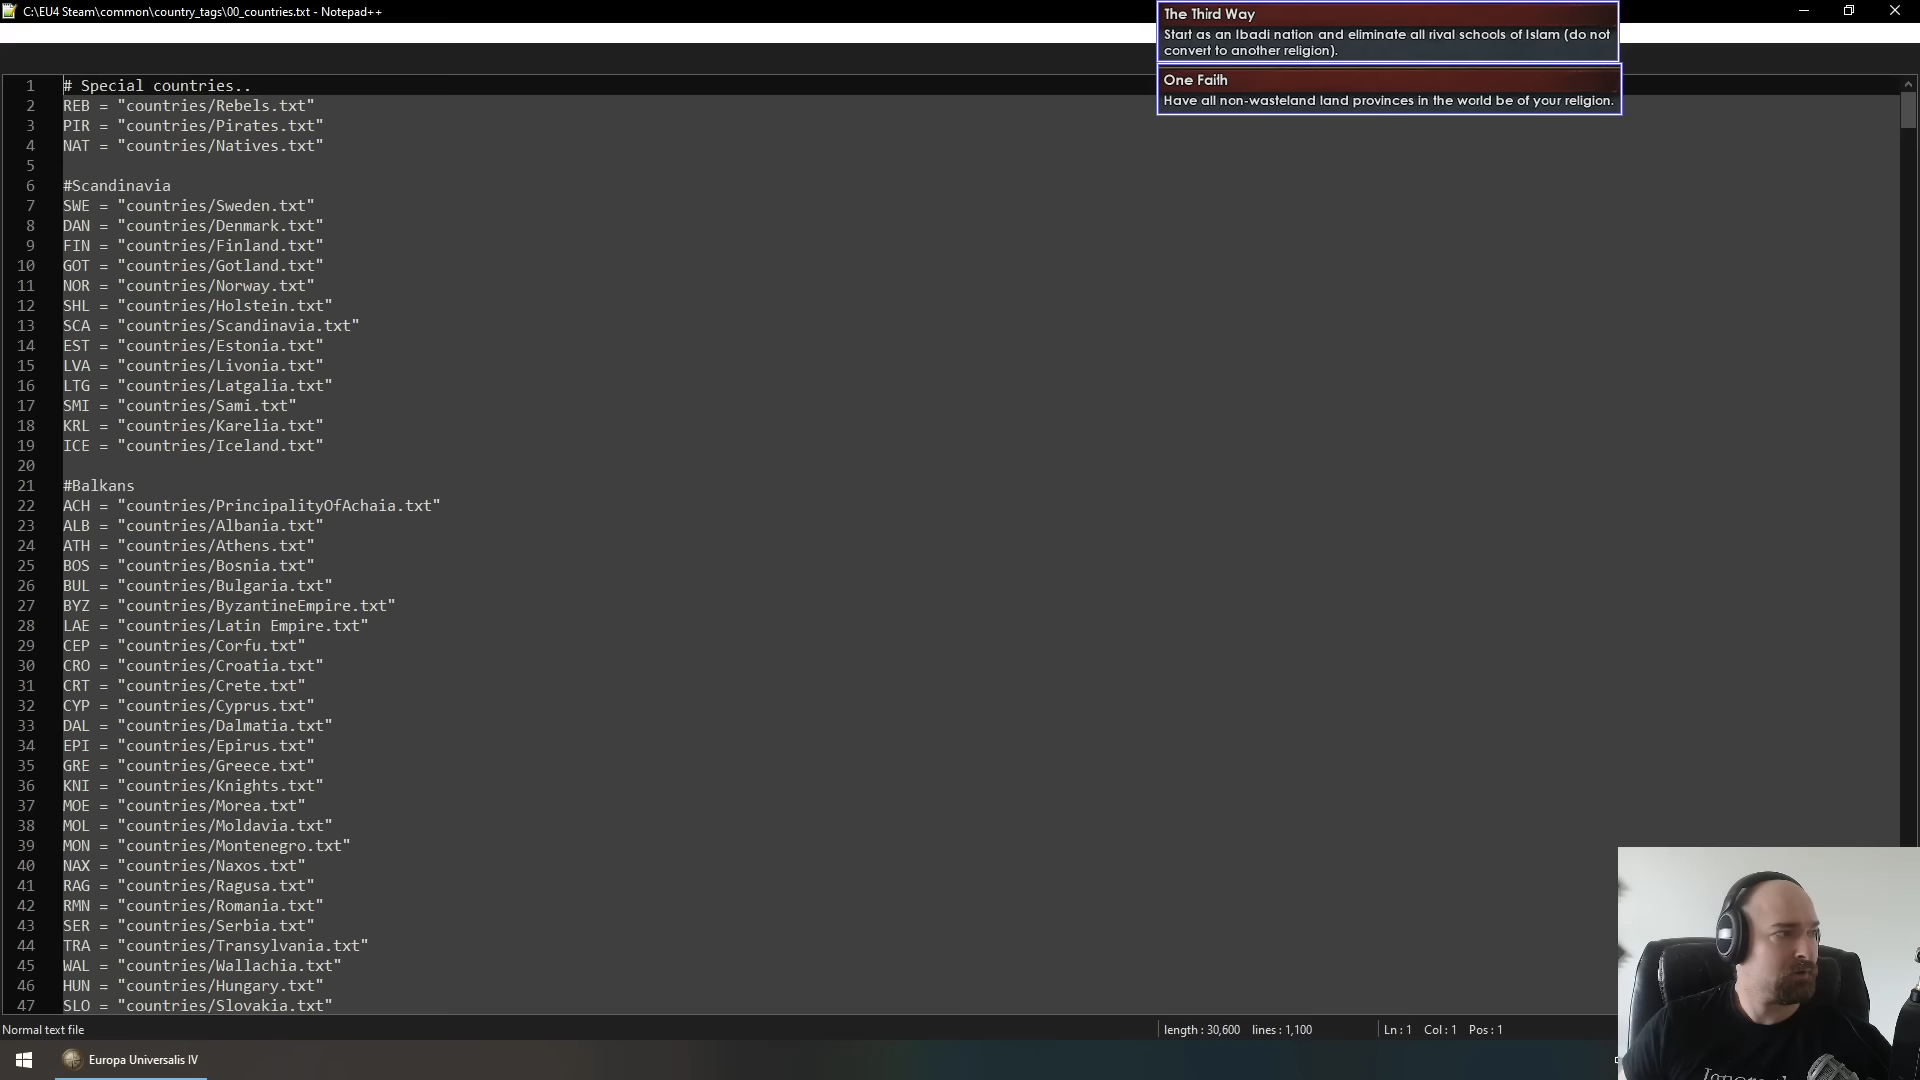 C:\EU4 Steam\common\country_tags\00_countries.txt - Notepad++
The Third Way
Start as an Ibadi nation and eliminate all rival schools of Islam (do not
convert to another religion).
One Faith
Have all non-wasteland land provinces in the world be of your religion.
1 # Special countries..
2 REB = "countries/Rebels.txt"
3 PIR = "countries/Pirates.txt"
4 NAT = "countries/Natives.txt"
5
6 #Scandinavia
7 SWE = "countries/Sweden.txt"
8 DAN = "countries/Denmark.txt"
9 FIN = "countries/Finland.txt"
10 GOT = "countries/Gotland.txt"
11 NOR = "countries/Norway.txt"
12 SHL = "countries/Holstein.txt"
13 SCA = "countries/Scandinavia.txt"
14 EST = "countries/Estonia.txt"
15 LVA = "countries/Livonia.txt"
16 LTG = "countries/Latgalia.txt"
17 SMI = "countries/Sami.txt"
18 KRL = "countries/Karelia.txt"
19 ICE = "countries/Iceland.txt"
20
21 #Balkans
22 ACH = "countries/PrincipalityOfAchaia.txt"
23 ALB = "countries/Albania.txt"
24 ATH = "countries/Athens.txt"
25 BOS = "countries/Bosnia.txt"
26 BUL = "countries/Bulgaria.txt"
27 BYZ = "countries/ByzantineEmpire.txt"
28 LAE = "countries/Latin Empire.txt"
29 CEP = "countries/Corfu.txt"
30 CRO = "countries/Croatia.txt"
31 CRT = "countries/Crete.txt"
32 CYP = "countries/Cyprus.txt"
33 DAL = "countries/Dalmatia.txt"
34 EPI = "countries/Epirus.txt"
35 GRE = "countries/Greece.txt"
36 KNI = "countries/Knights.txt"
37 MOE = "countries/Morea.txt"
38 MOL = "countries/Moldavia.txt"
39 MON = "countries/Montenegro.txt"
40 NAX = "countries/Naxos.txt"
41 RAG = "countries/Ragusa.txt"
42 RMN = "countries/Romania.txt"
43 SER = "countries/Serbia.txt"
44 TRA = "countries/Transylvania.txt"
45 WAL = "countries/Wallachia.txt"
46 HUN = "countries/Hungary.txt"
47 SLO = "countries/Slovakia.txt"
Normal text file length : 30,600 lines : 1,100 Ln : 1 Col : 1 Pos : 1
Europa Universalis IV